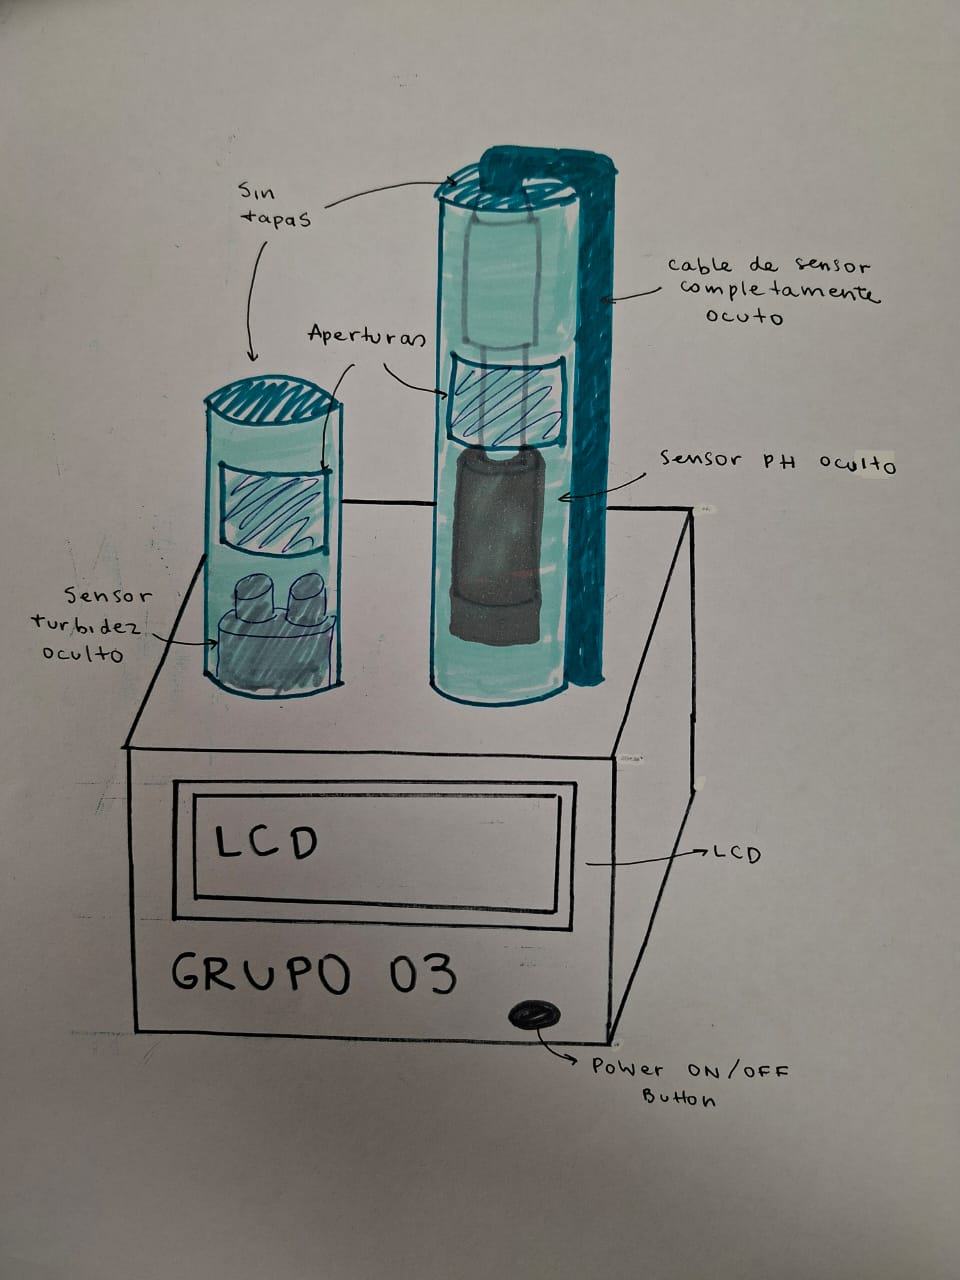 Sin
tapas
cable de sensor
completamente
ocuto
Aperturas
Sensor PH oculto
Sensor
turbidez
oculto
LCD
LCD
GRUPO 03
Power ON/OFF
Button